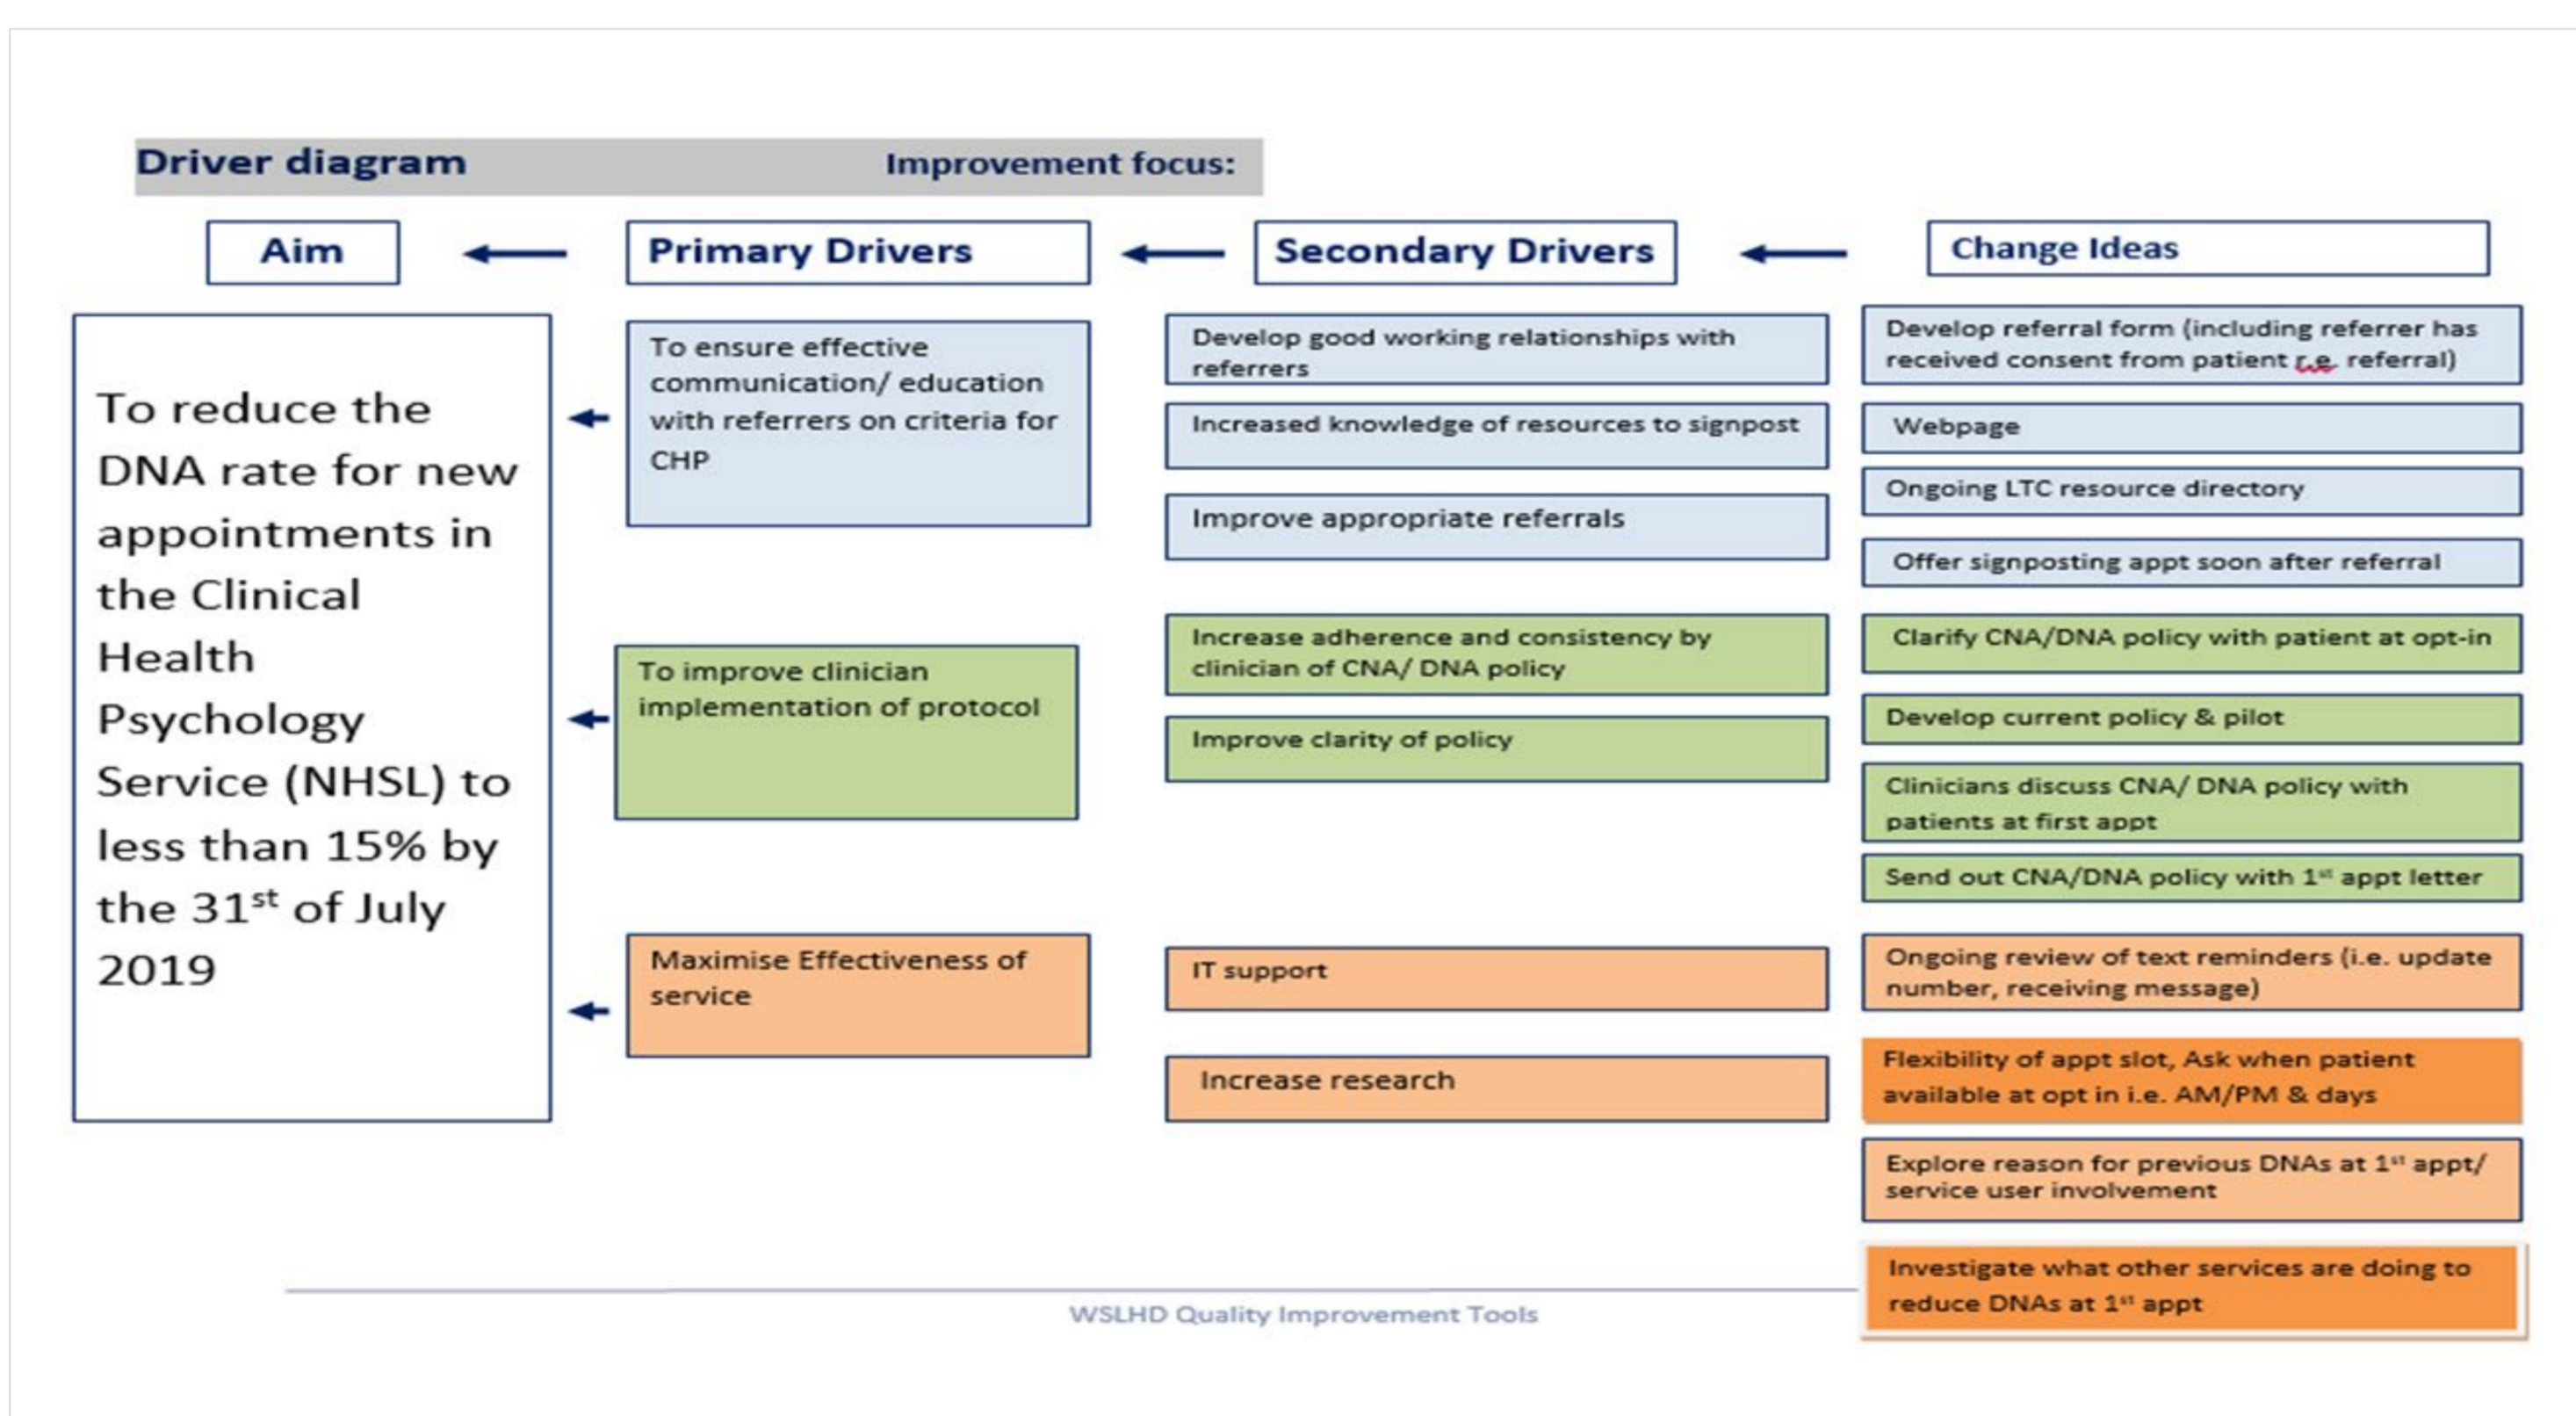 Driver diagram
Improvement focus:
Aim
Primary Drivers
Secondary Drivers
Change Ideas
To reduce the
DNA rate for new
appointments in
the Clinical
Health
Psychology
Service (NHSL) to
less than 15% by
the 31st of July
2019
To ensure effective
communication/ education
with referrers on criteria for
CHP
To improve clinician
implementation of protocol
Maximise Effectiveness of
service
Develop good working relationships with
referrers
Increased knowledge of resources to signpost
Improve appropriate referrals
Increase adherence and consistency by
clinician of CNA/ DNA policy
Improve clarity of policy
IT support
Increase research
Develop referral form (including referrer has
received consent from patient r.e. referral)
Webpage
Ongoing LTC resource directory
Offer signposting appt soon after referral
Clarify CNA/DNA policy with patient at opt-in
Develop current policy & pilot
Clinicians discuss CNA/ DNA policy with
patients at first appt
Send out CNA/DNA policy with 1st appt letter
Ongoing review of text reminders (i.e. update
number, receiving message)
Flexibility of appt slot, Ask when patient
available at opt in i.e. AM/PM & days
Explore reason for previous DNAs at 1st appt/
service user involvement
Investigate what other services are doing to
reduce DNAs at 1st appt
WSLHD Quality Improvement Tools